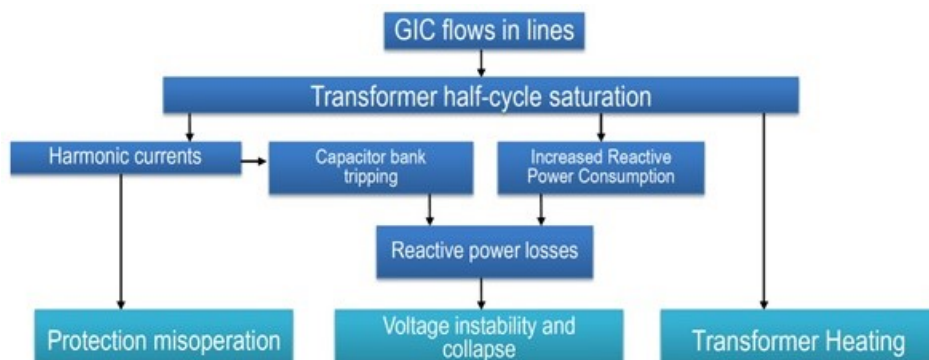 GIC flows in lines
Transformer half-cycle saturation
Harmonic currents
Capacitor bank
tripping
Increased Reactive
Power Consumption
Reactive power losses
Protection misoperation
Voltage instability and
collapse
Transformer Heating